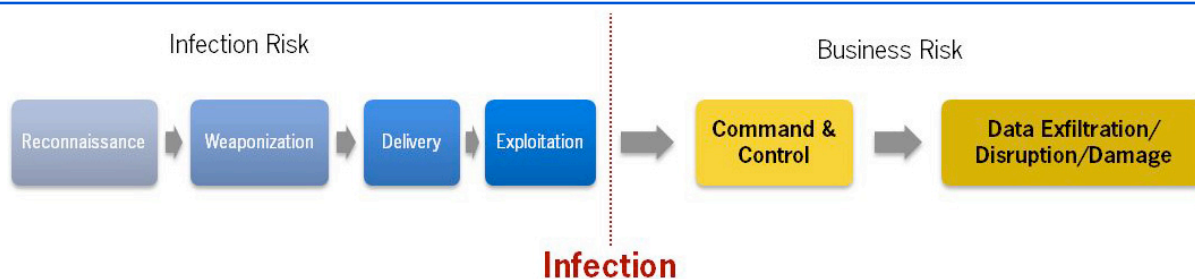 Infection Risk
Business Risk
Reconnaissance
Weaponization
Delivery
Exploitation
Command &
Control
Data Exfiltration/
Disruption/Damage
Infection